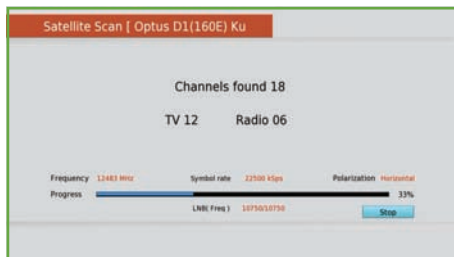 Satellite Scan [ Optus D1(160E) Ku
Channels found 18
TV 12 Radio 06
Frequency 12483 MHz Symbol rate 22500 kSps Polarization Horizontal
Progress 33%
LNB( Freq ) 10750/10750
Stop